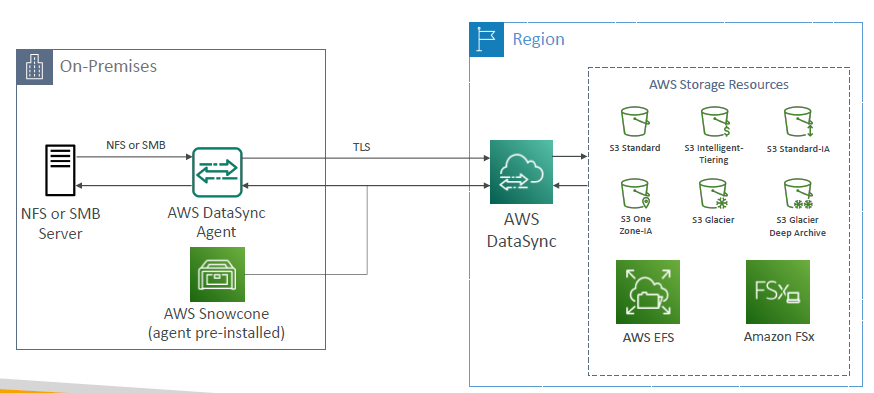 Region
On-Premises
AWS Storage Resources
S3 Standard
S3 Intelligent-
Tiering
S3 Standard-IA
NFS or SMB
TLS
NFS or SMB
Server
AWS DataSync
Agent
AWS
DataSync
S3 One
Zone-IA
S3 Glacier
S3 Glacier
Deep Archive
AWS Snowcone
(agent pre-installed)
FSx
AWS EFS
Amazon FSx